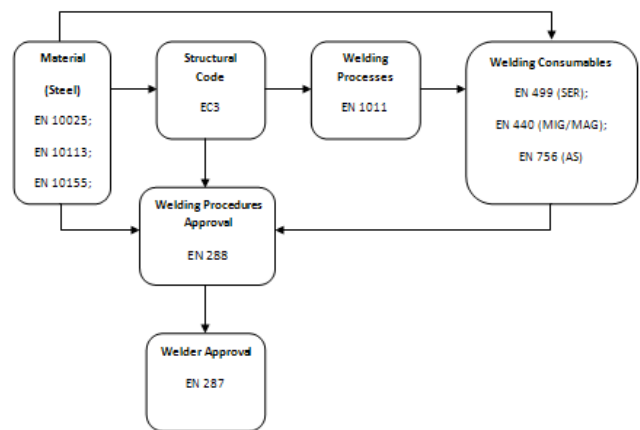 Material
(Steel)
EN 10025;
EN 10113;
EN 10155;
Structural
Code
EC3
Welding
Processes
EN 1011
Welding Consumables
EN 499 (SER);
EN 440 (MIG/MAG);
EN 756 (AS)
Welding Procedures
Approval
EN 288
Welder Approval
EN 287